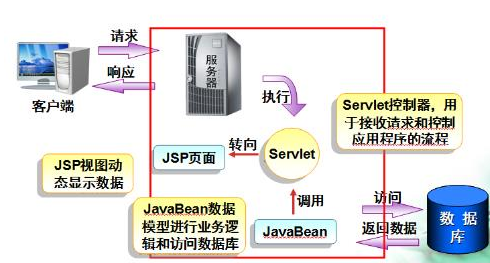 请求
响应
客户端
服务器
执行
Servlet控制器，用
于接收请求和控制
应用程序的流程
JSP页面
转向
Servlet
JSP视图动
态显示数据
调用
JavaBean数据
模型进行业务逻
辑和访问数据库
JavaBean
访问
返回数据
数 据
库